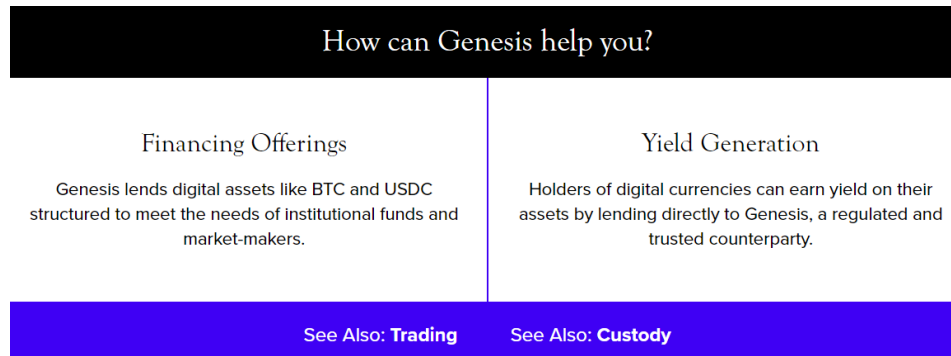 How can Genesis help you?
Financing Offerings
Genesis lends digital assets like BTC and USDC
structured to meet the needs of institutional funds and
market-makers.
Yield Generation
Holders of digital currencies can earn yield on their
assets by lending directly to Genesis, a regulated and
trusted counterparty.
See Also: Trading
See Also: Custody